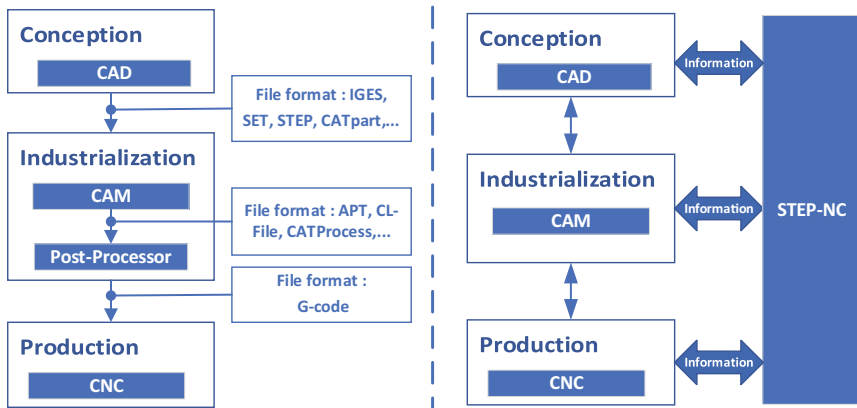 Conception
CAD
File format : IGES,
SET, STEP, CATpart,...
Industrialization
CAM
File format : APT, CL-
File, CATProcess,...
Post-Processor
File format :
G-code
Production
CNC
Conception
CAD
Information
Industrialization
CAM
Information
Production
CNC
Information
STEP-NC